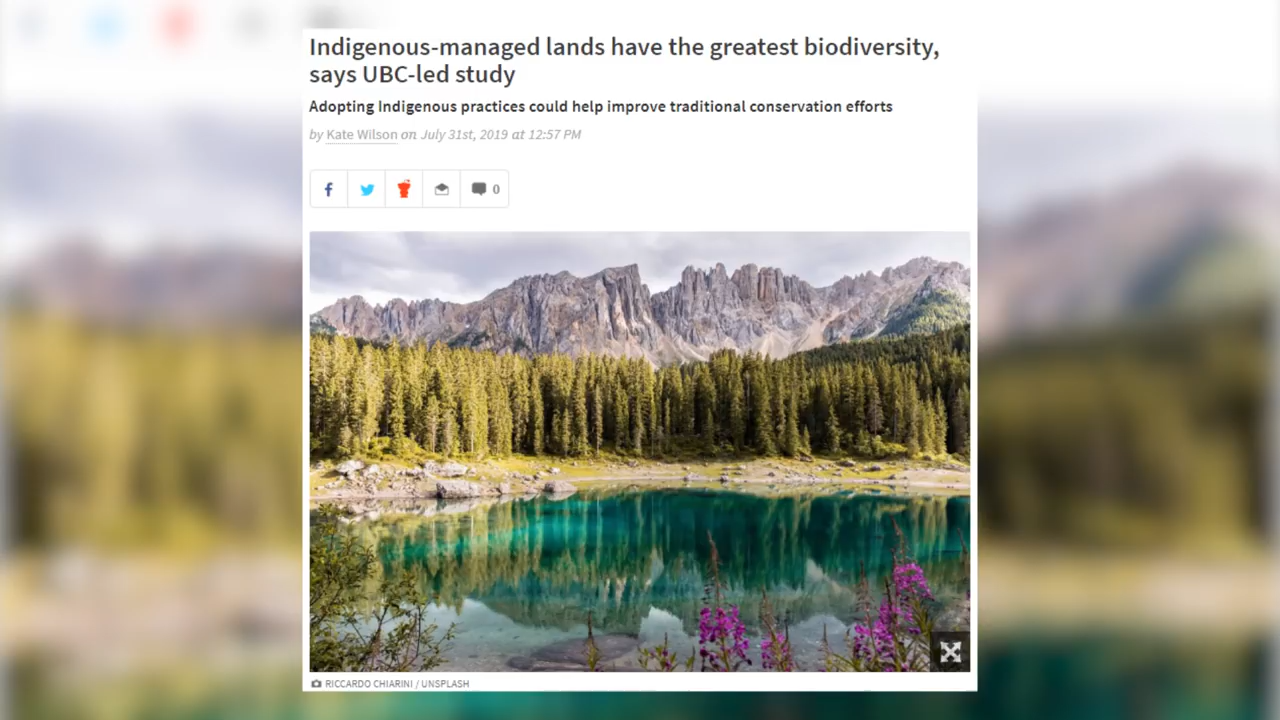 Indigenous-managed lands have the greatest biodiversity,
says UBC-led study
Adopting Indigenous practices could help improve traditional conservation efforts
by Kate Wilson on July 31st, 2019 at 12:57 PM
0
RICCARDO CHIARINI / UNSPLASH